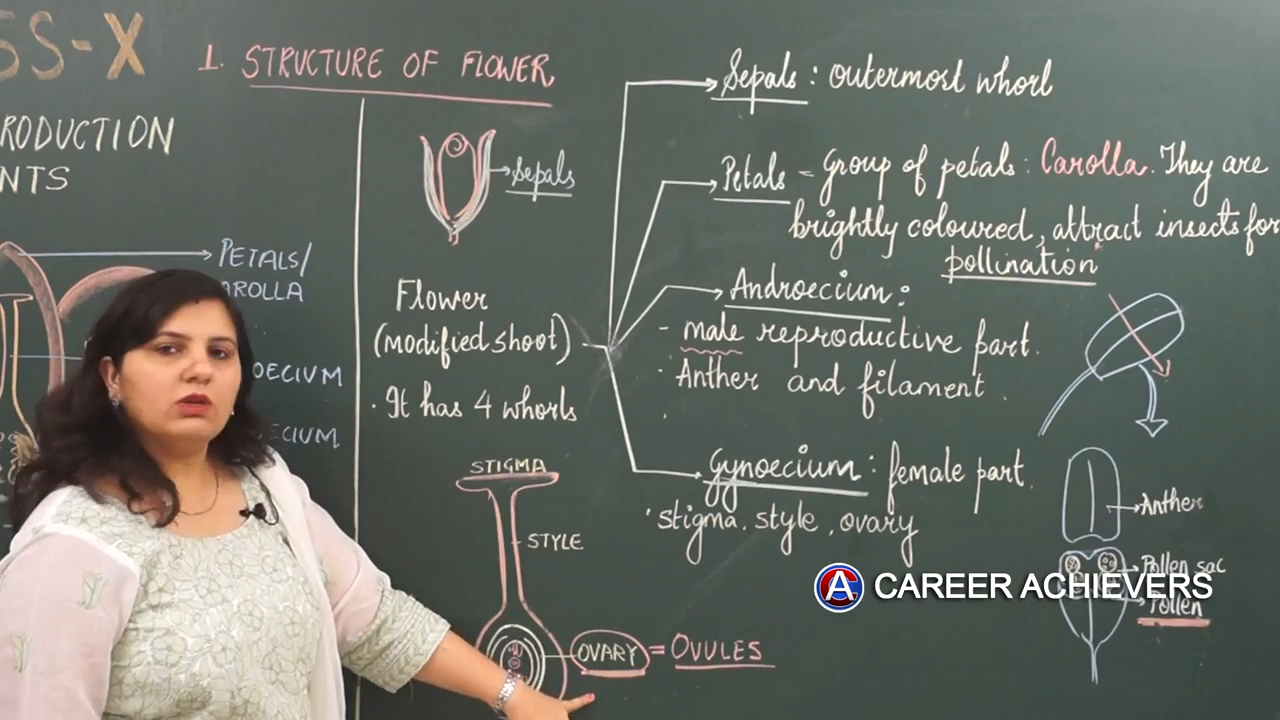 SS-X
1. STRUCTURE OF FLOWER
RODUCTION
NTS
PETALS/
AROLLA
OECIUM
ECIUM
Sepals
Flower
(modified shoot)
· It has 4 whorls
Sepals : outermost whorl
Petals = Group of petals : Carolla. They are
brightly coloured, attract insects for
pollination
Androecium :
- male reproductive part.
· Anther and filament.
Gynoecium : female part.
· stigma, style, ovary
STIGMA
STYLE
OVARY = OVULES
Anther
Pollen sac
Pollen
CAREER ACHIEVERS